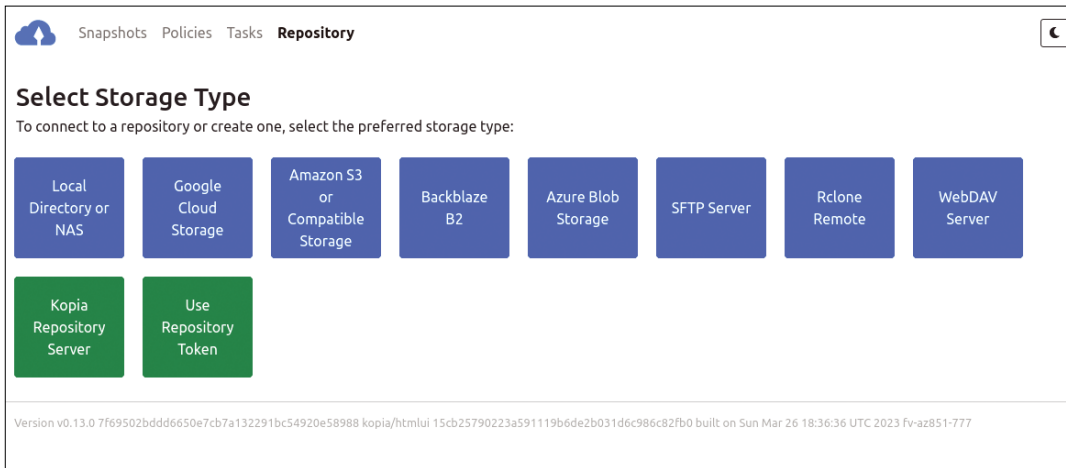 Snapshots Policies Tasks Repository
Select Storage Type
To connect to a repository or create one, select the preferred storage type:
Local
Directory or
NAS
Google
Cloud
Storage
Amazon S3
or
Compatible
Storage
Backblaze
B2
Azure Blob
Storage
SFTP Server
Rclone
Remote
WebDAV
Server
Kopia
Repository
Server
Use
Repository
Token
Version v0.13.0 7f69502bddd6650e7cb7a132291bc54920e58988 kopia/htmlui 15cb25790223a591119b6de2b031d6c986c82fb0 built on Sun Mar 26 18:36:36 UTC 2023 fv-az851-777